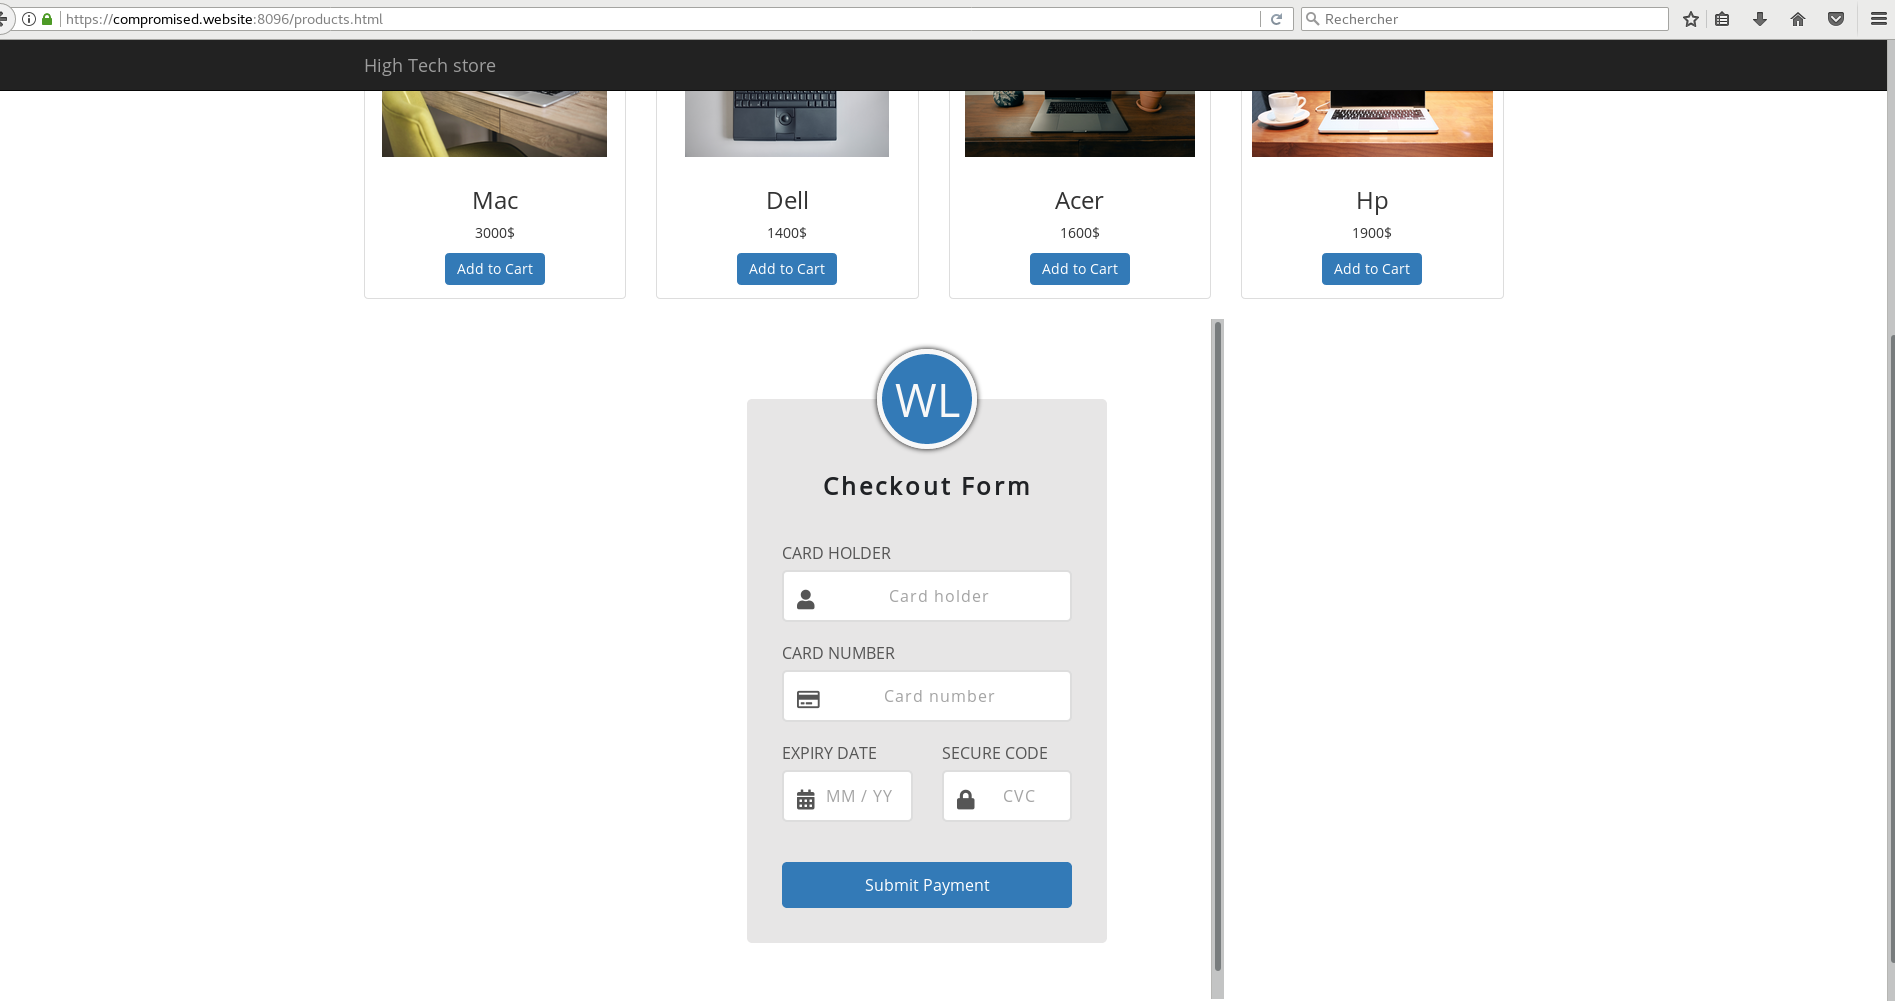 https://compromised.website:8096/products.html
Rechercher
High Tech store
Mac
3000$
Add to Cart
Dell
1400$
Add to Cart
Acer
1600$
Add to Cart
Hp
1900$
Add to Cart
WL
Checkout Form
CARD HOLDER
Card holder
CARD NUMBER
Card number
EXPIRY DATE
MM / YY
SECURE CODE
CVC
Submit Payment